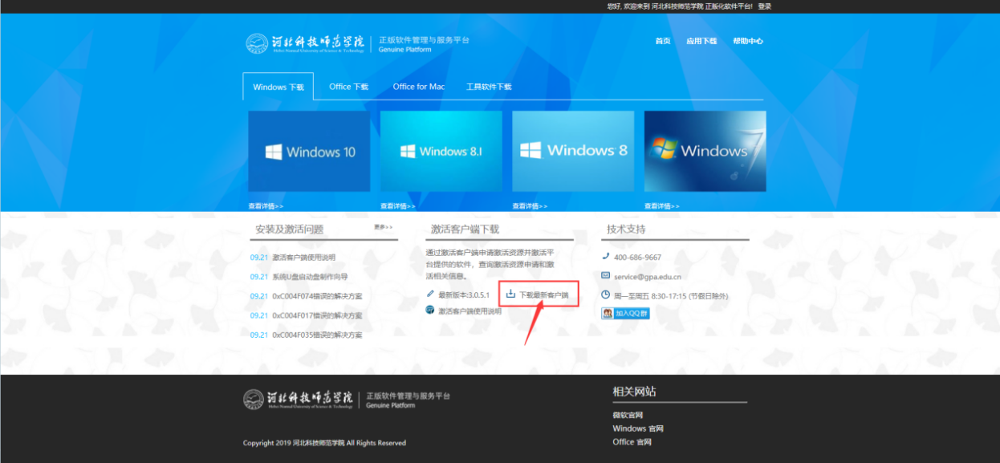 您好, 欢迎来到 河北科技师范学院 正版化软件平台! 登录
河北科技师范学院
Hebei Normal University of Science & Technology
正版软件管理与服务平台
Genuine Platform
首页 应用下载 帮助中心
Windows 下载 Office 下载 Office for Mac 工具软件下载
Windows 10
Windows 8.1
Windows 8
Windows 7
查看详情>> 查看详情>> 查看详情>> 查看详情>>
安装及激活问题 更多>>
09.21 激活客户端使用说明
09.21 系统U盘启动盘制作向导
09.21 0xC004F074错误的解决方案
09.21 0xC004F017错误的解决方案
09.21 0xC004F035错误的解决方案
激活客户端下载
通过激活客户端申请激活资源并激活平
台提供的软件，查询激活资源申请和激
活相关信息。
最新版本:3.0.5.1 下载最新客户端
激活客户端使用说明
技术支持
400-686-9667
service@gpa.edu.cn
周一至周五 8:30-17:15 (节假日除外)
加入QQ群
河北科技师范学院
Hebei Normal University of Science & Technology
正版软件管理与服务平台
Genuine Platform
Copyright 2019 河北科技师范学院 All Rights Reserved
相关网站
微软官网
Windows 官网
Office 官网